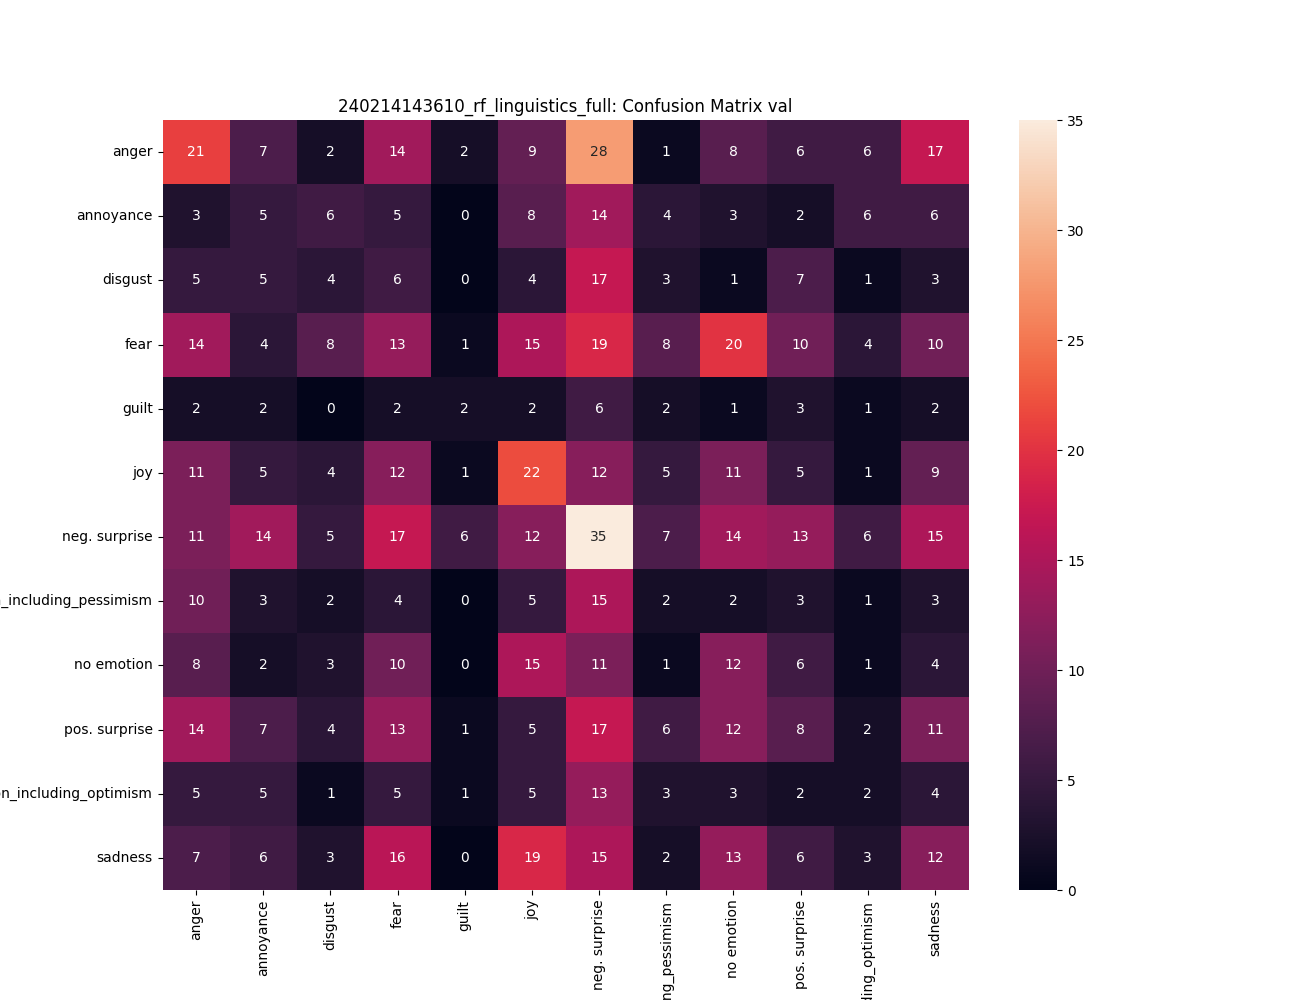 240214143610_rf_linguistics_full: Confusion Matrix val
anger 21 7 2 14 2 9 28 1 8 6 6 17
annoyance 3 5 6 5 0 8 14 4 3 2 6 6
disgust 5 5 4 6 0 4 17 3 1 7 1 3
fear 14 4 8 13 1 15 19 8 20 10 4 10
guilt 2 2 0 2 2 2 6 2 1 3 1 2
joy 11 5 4 12 1 22 12 5 11 5 1 9
neg. surprise 11 14 5 17 6 12 35 7 14 13 6 15
_including_pessimism 10 3 2 4 0 5 15 2 2 3 1 3
no emotion 8 2 3 10 0 15 11 1 12 6 1 4
pos. surprise 14 7 4 13 1 5 17 6 12 8 2 11
n_including_optimism 5 5 1 5 1 5 13 3 3 2 2 4
sadness 7 6 3 16 0 19 15 2 13 6 3 12
anger
annoyance
disgust
fear
guilt
joy
neg. surprise
ng_pessimism
no emotion
pos. surprise
ding_optimism
sadness
35
30
25
20
15
10
5
0